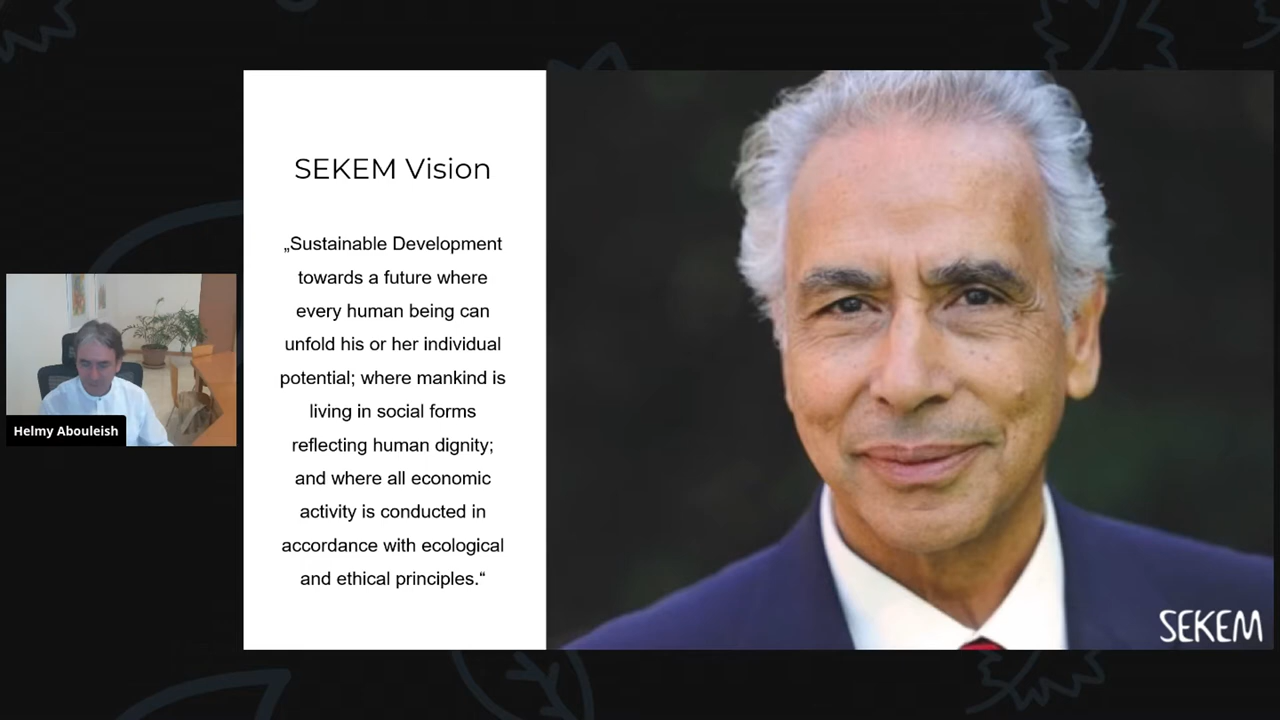 SEKEM Vision
„Sustainable Development
towards a future where
every human being can
unfold his or her individual
potential; where mankind is
living in social forms
reflecting human dignity;
and where all economic
activity is conducted in
accordance with ecological
and ethical principles.“
Helmy Abouleish
SEKEM